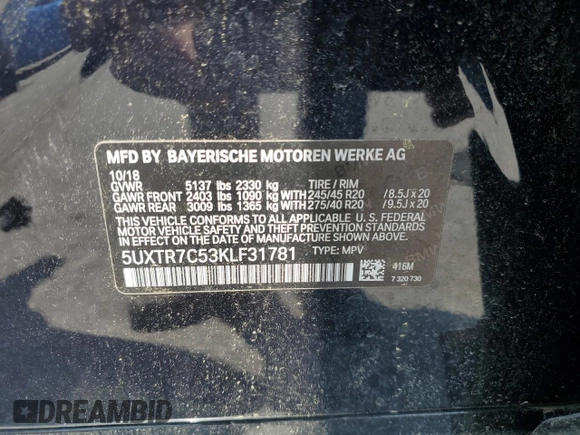 MFD BY BAYERISCHE MOTOREN WERKE AG
10/18
GVWR 5137 lbs 2330 kg TIRE / RIM
GAWR FRONT 2403 lbs 1090 kg WITH 245/45 R20 /8.5J x 20
GAWR REAR 3009 lbs 1365 kg WITH 275/40 R20 /9.5J x 20
THIS VEHICLE CONFORMS TO ALL APPLICABLE U. S. FEDERAL
MOTOR VEHICLE SAFETY AND THEFT PREVENTION STANDARDS
IN EFFECT ON THE DATE OF MANUFACTURE SHOWN ABOVE.
5UXTR7C53KLF31781 TYPE: MPV
416M
7 320 730
DREAMBID